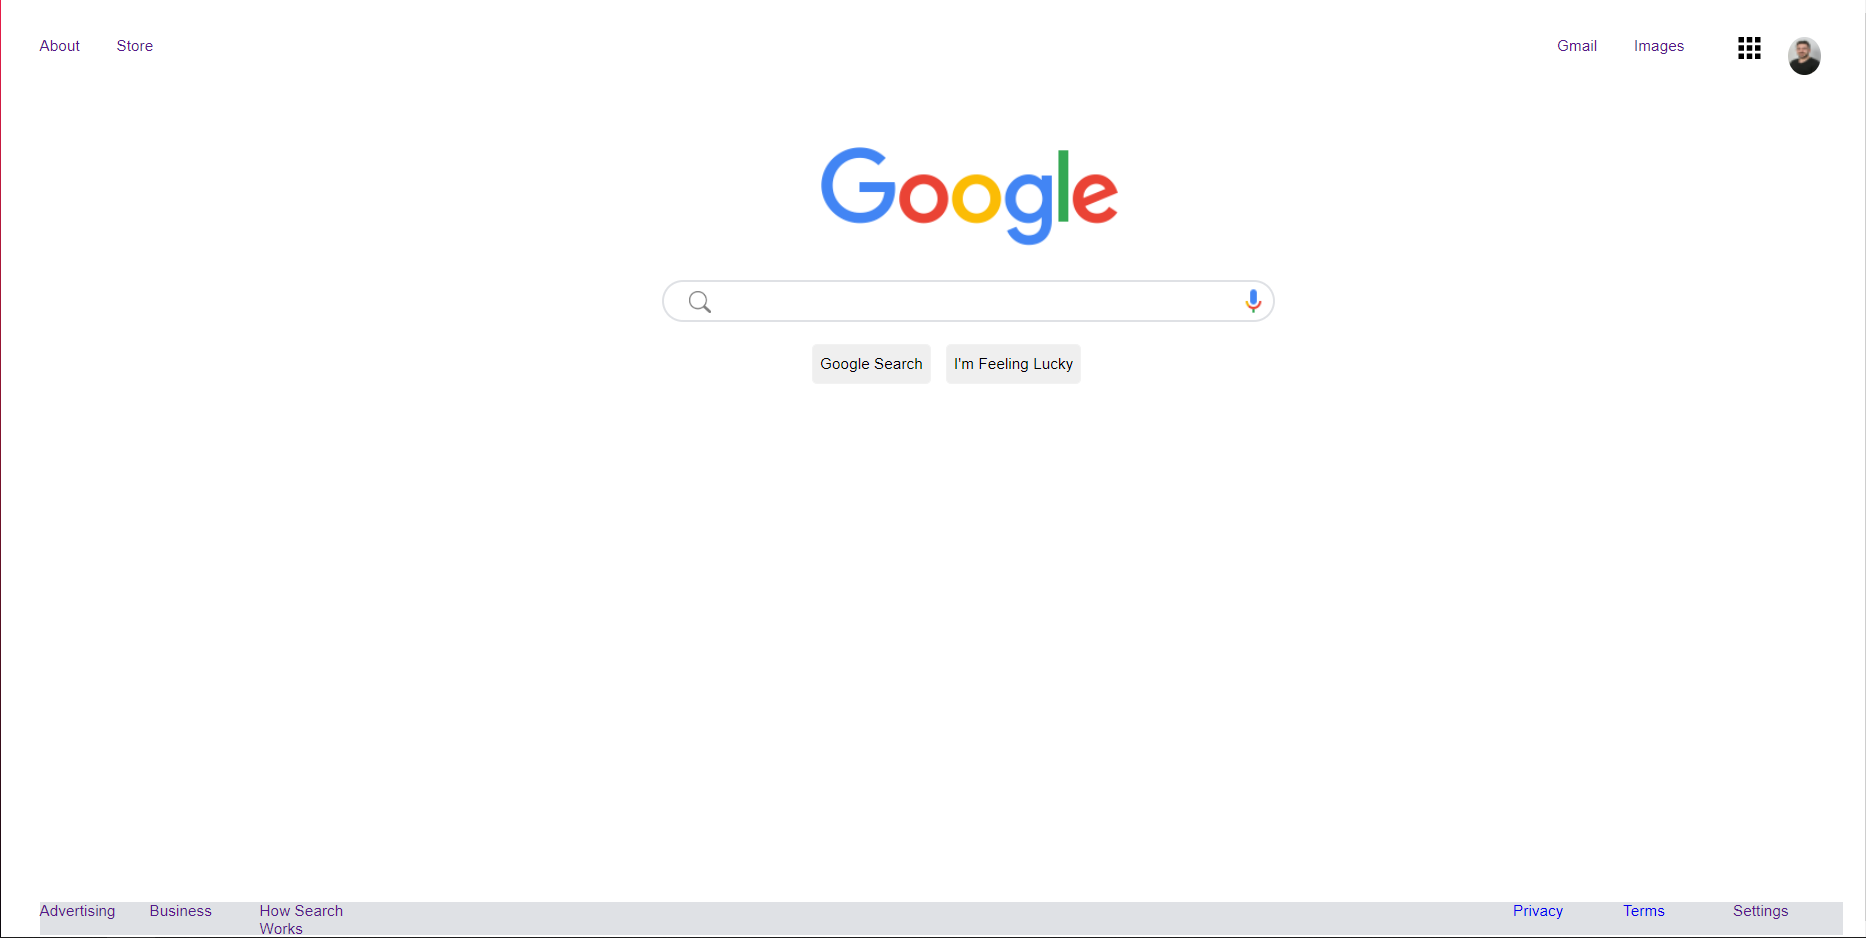 About Store Gmail Images
Google
Google Search I'm Feeling Lucky
Advertising Business How Search Privacy Terms Settings
Works